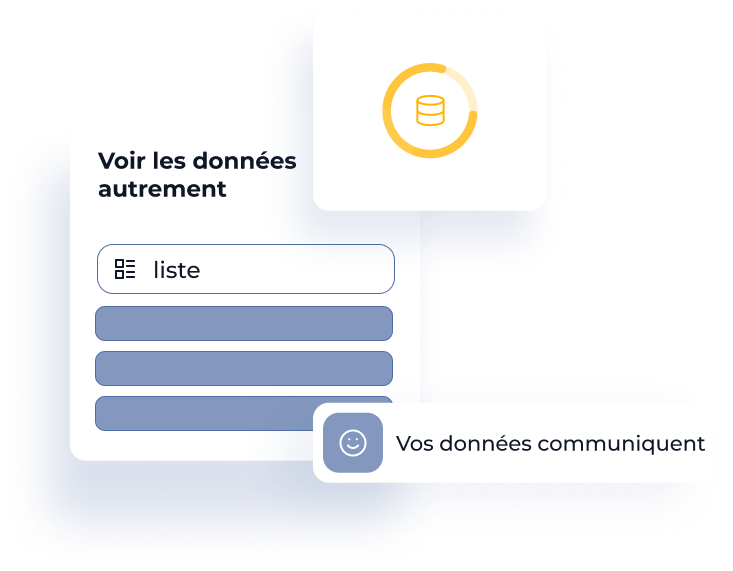 Voir les données
autrement
liste
Vos données communiquent